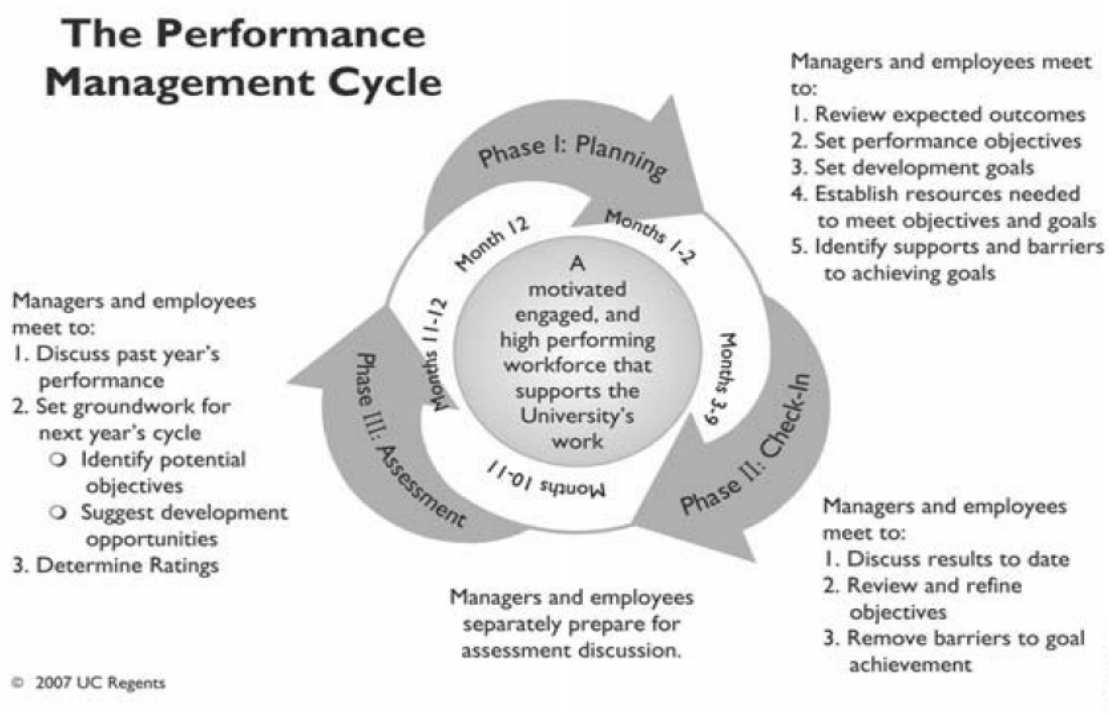 The Performance
Management Cycle
Managers and employees meet
to:
1. Review expected outcomes
2. Set performance objectives
3. Set development goals
4. Establish resources needed
to meet objectives and goals
5. Identify supports and barriers
to achieving goals
Phase I: Planning
Months 1-2
Month 12
Months 11-12
A
motivated
engaged, and
high performing
workforce that
supports the
University's
work
Months 3-9
Phase II: Check-In
Months 10-11
Phase III: Assessment
Managers and employees
meet to:
1. Discuss past year's
performance
2. Set groundwork for
next year's cycle
O Identify potential
objectives
O Suggest development
opportunities
3. Determine Ratings
Managers and employees
meet to:
1. Discuss results to date
2. Review and refine
objectives
3. Remove barriers to goal
achievement
Managers and employees
separately prepare for
assessment discussion.
© 2007 UC Regents